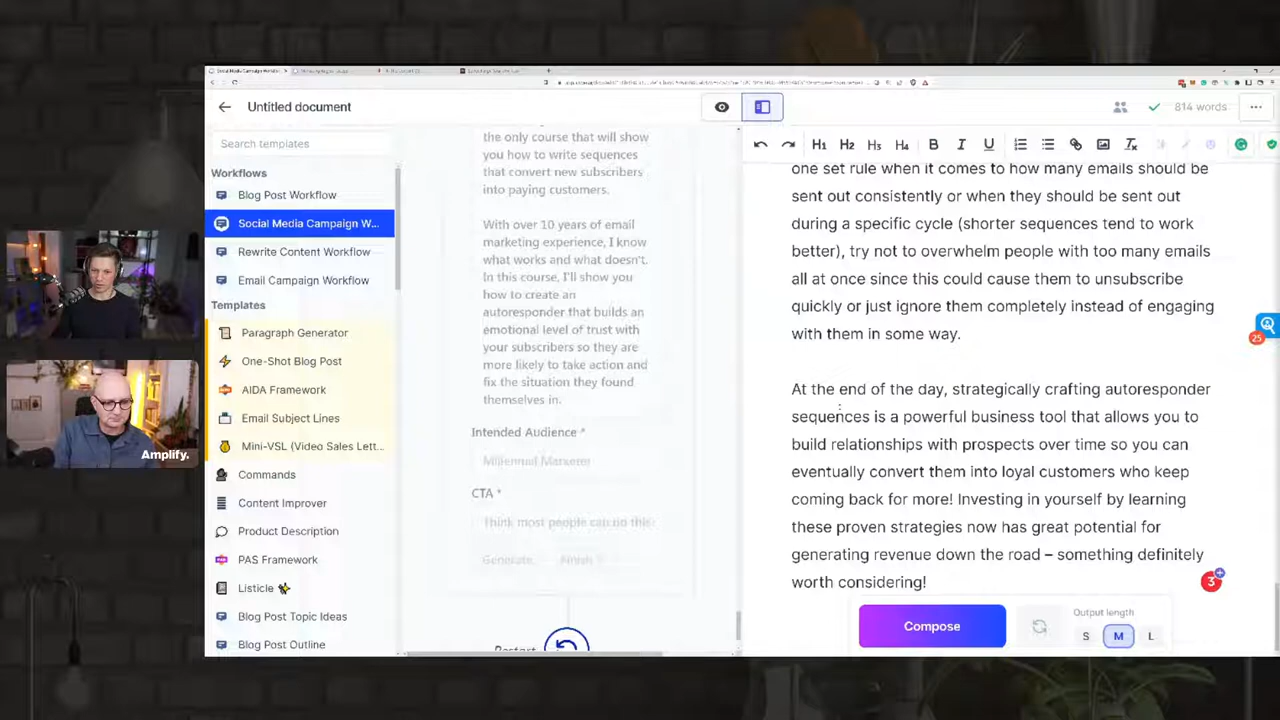 Untitled document
814 words
Search templates
Workflows
Blog Post Workflow
Social Media Campaign W...
Rewrite Content Workflow
Email Campaign Workflow
Templates
Paragraph Generator
One-Shot Blog Post
AIDA Framework
Email Subject Lines
Mini-VSL (Video Sales Lett...
Commands
Content Improver
Product Description
PAS Framework
Listicle
Blog Post Topic Ideas
Blog Post Outline
the only course that will show
you how to write sequences
that convert new subscribers
into paying customers.
With over 10 years of email
marketing experience, I know
what works and what doesn't.
In this course, I'll show you
how to create an
autoresponder that builds an
emotional level of trust with
your subscribers so they are
more likely to take action and
fix the situation they found
themselves in.
Intended Audience *
Millennial Marketer
CTA *
Think most people can do this
Generate
Finish
Restart
H1 H2 H3 H4 B I U
one set rule when it comes to how many emails should be
sent out consistently or when they should be sent out
during a specific cycle (shorter sequences tend to work
better), try not to overwhelm people with too many emails
all at once since this could cause them to unsubscribe
quickly or just ignore them completely instead of engaging
with them in some way.
At the end of the day, strategically crafting autoresponder
sequences is a powerful business tool that allows you to
build relationships with prospects over time so you can
eventually convert them into loyal customers who keep
coming back for more! Investing in yourself by learning
these proven strategies now has great potential for
generating revenue down the road – something definitely
worth considering!
25
3
Compose
Output length
S M L
Amplify.